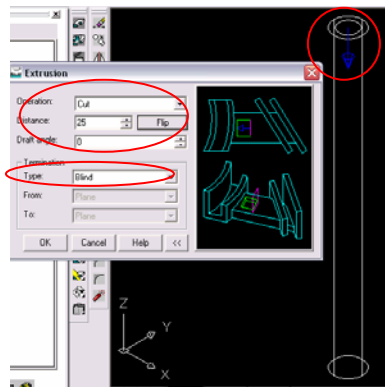 Extrusion
Operation: Cut
Distance: 25 Flip
Draft angle: 0
Termination
Type: Blind
From: Plane
To: Plane
OK Cancel Help <<
Z
Y
X